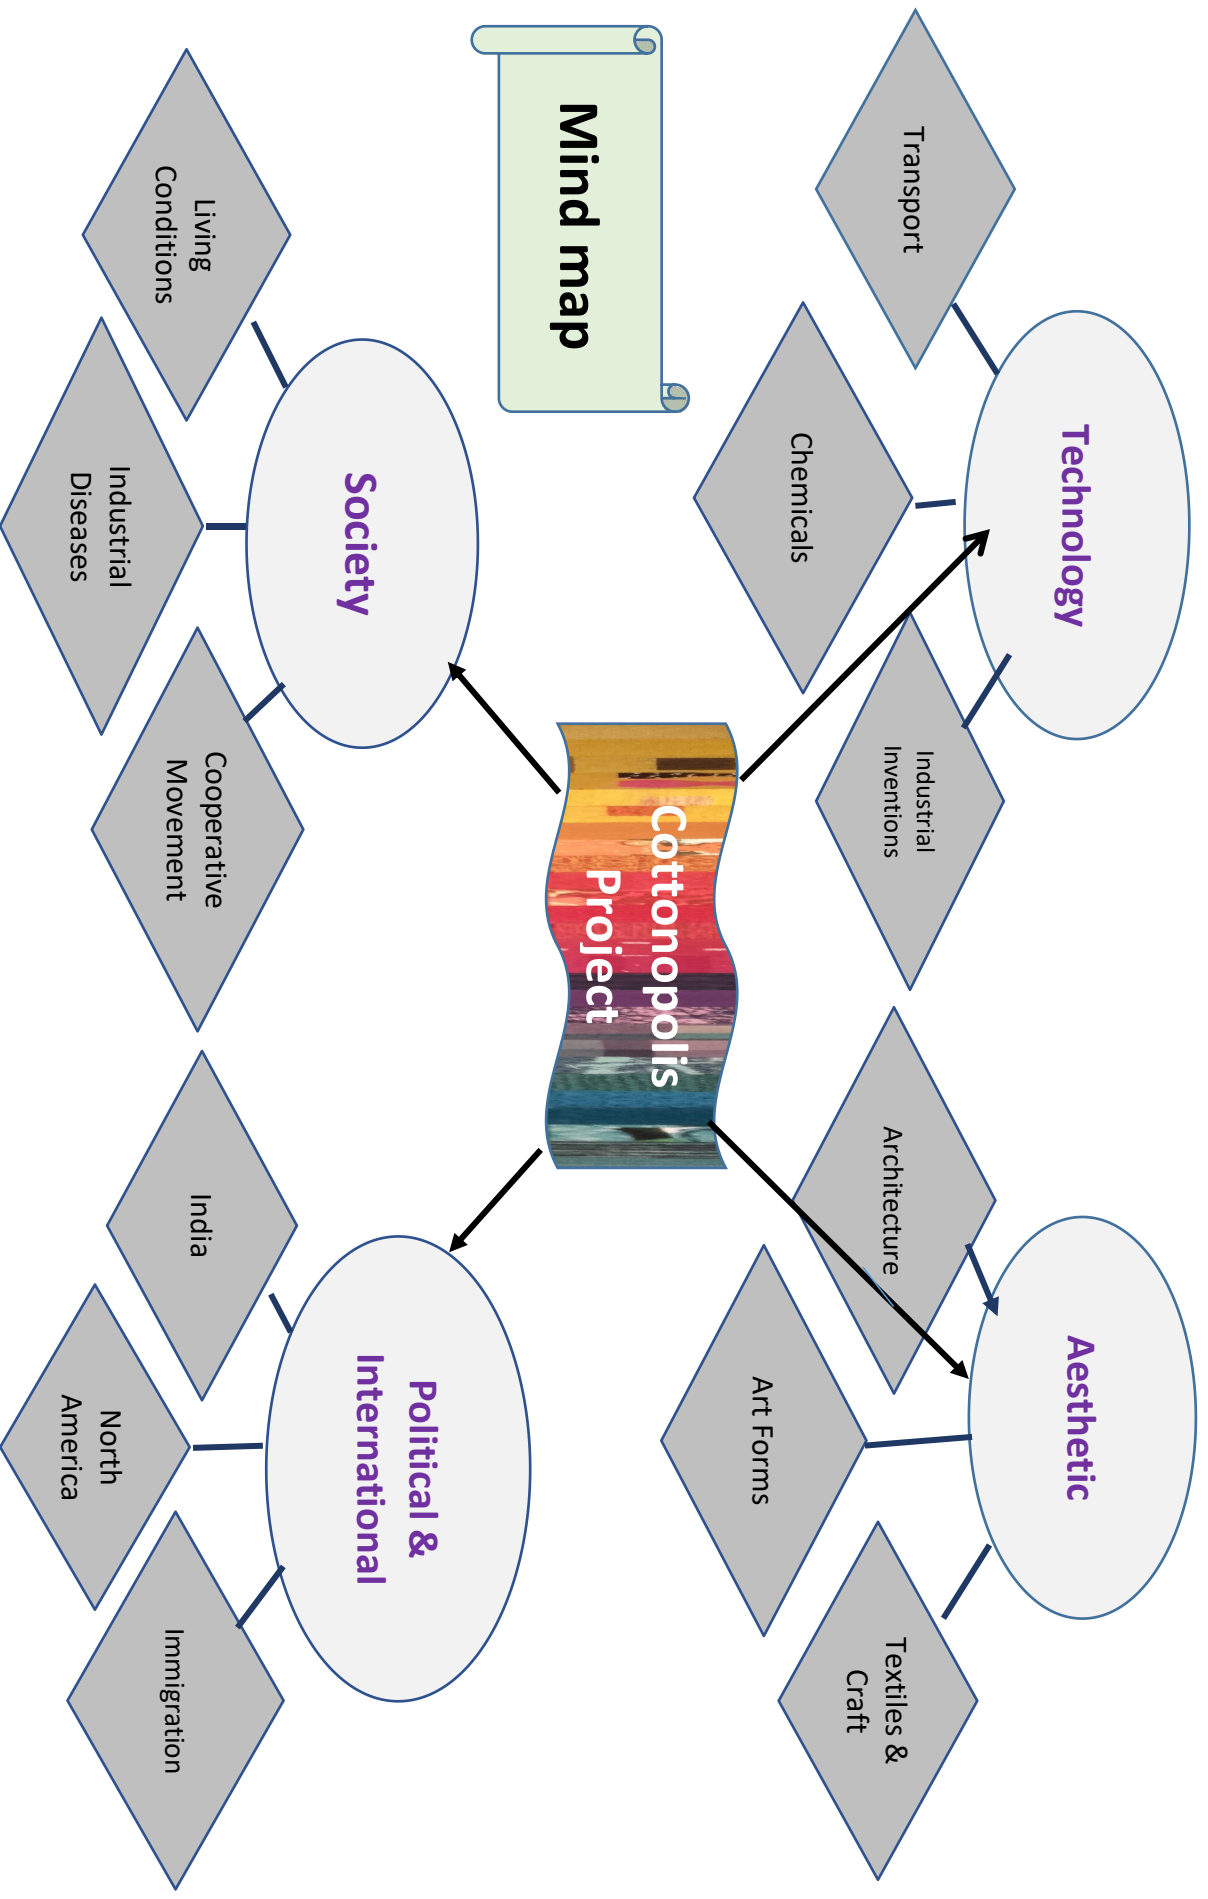 Technology
Transport
Chemicals
Industrial
Inventions
Aesthetic
Architecture
Art Forms
Textiles &
Craft
Mind map
Cottonopolis
Project
Society
Living
Conditions
Industrial
Diseases
Cooperative
Movement
Political &
International
India
North
America
Immigration